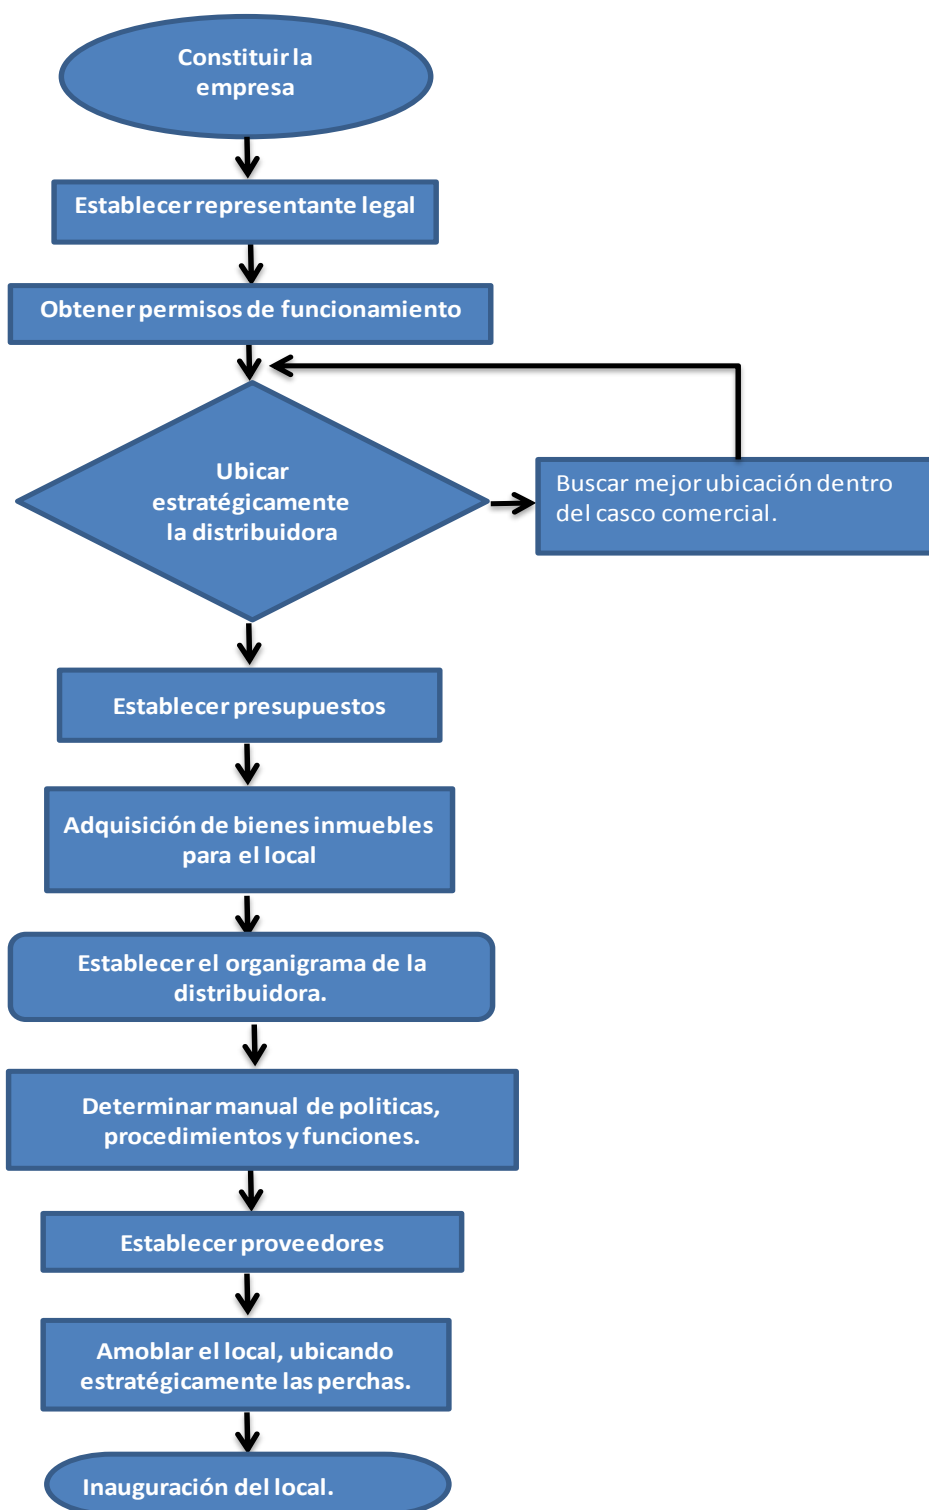 Constituir la
empresa
Establecer representante legal
Obtener permisos de funcionamiento
Ubicar
estratégicamente
la distribuidora
Buscar mejor ubicación dentro
del casco comercial.
Establecer presupuestos
Adquisición de bienes inmuebles
para el local
Establecer el organigrama de la
distribuidora.
Determinar manual de politicas,
procedimientos y funciones.
Establecer proveedores
Amoblar el local, ubicando
estratégicamente las perchas.
Inauguración del local.